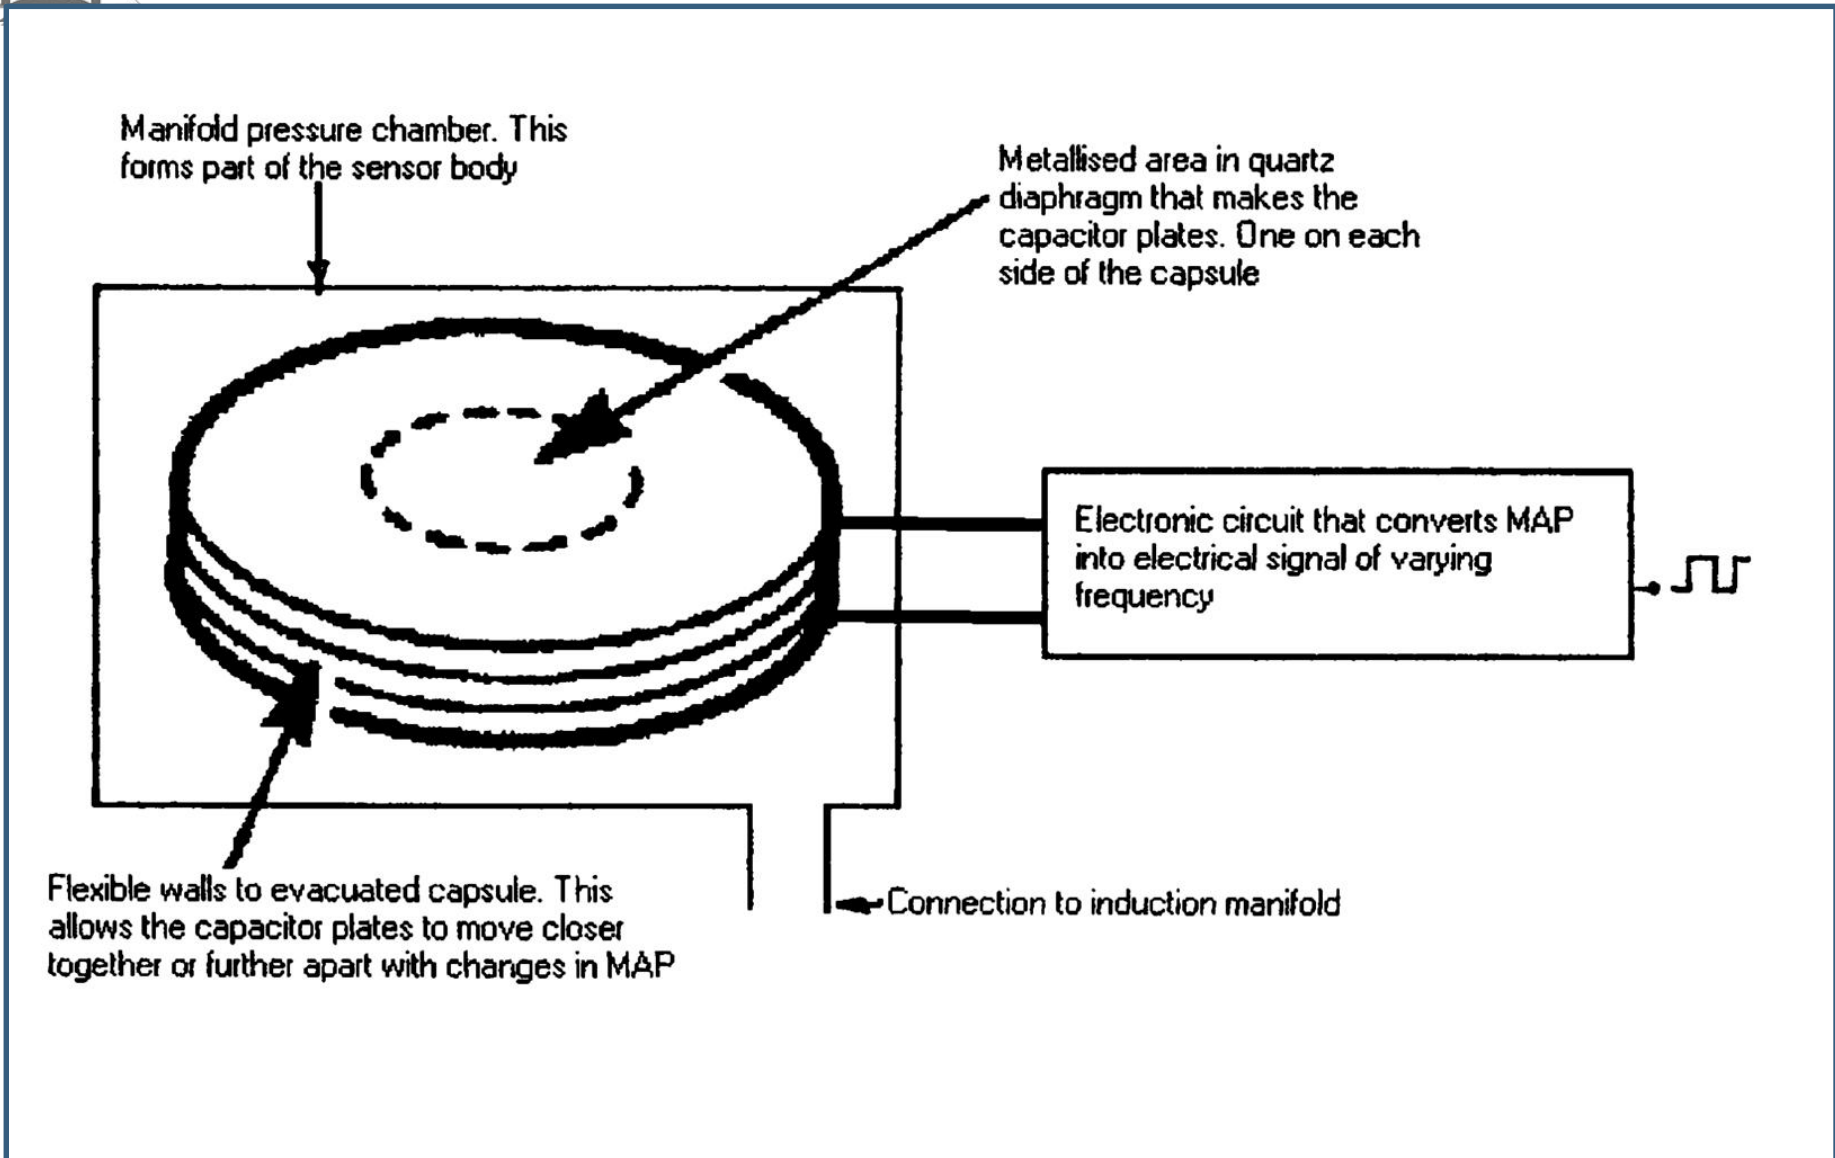 Manifold pressure chamber. This
forms part of the sensor body
Metallised area in quartz
diaphragm that makes the
capacitor plates. One on each
side of the capsule
Electronic circuit that converts MAP
into electrical signal of varying
frequency
Flexible walls to evacuated capsule. This
allows the capacitor plates to move closer
together or further apart with changes in MAP
Connection to induction manifold